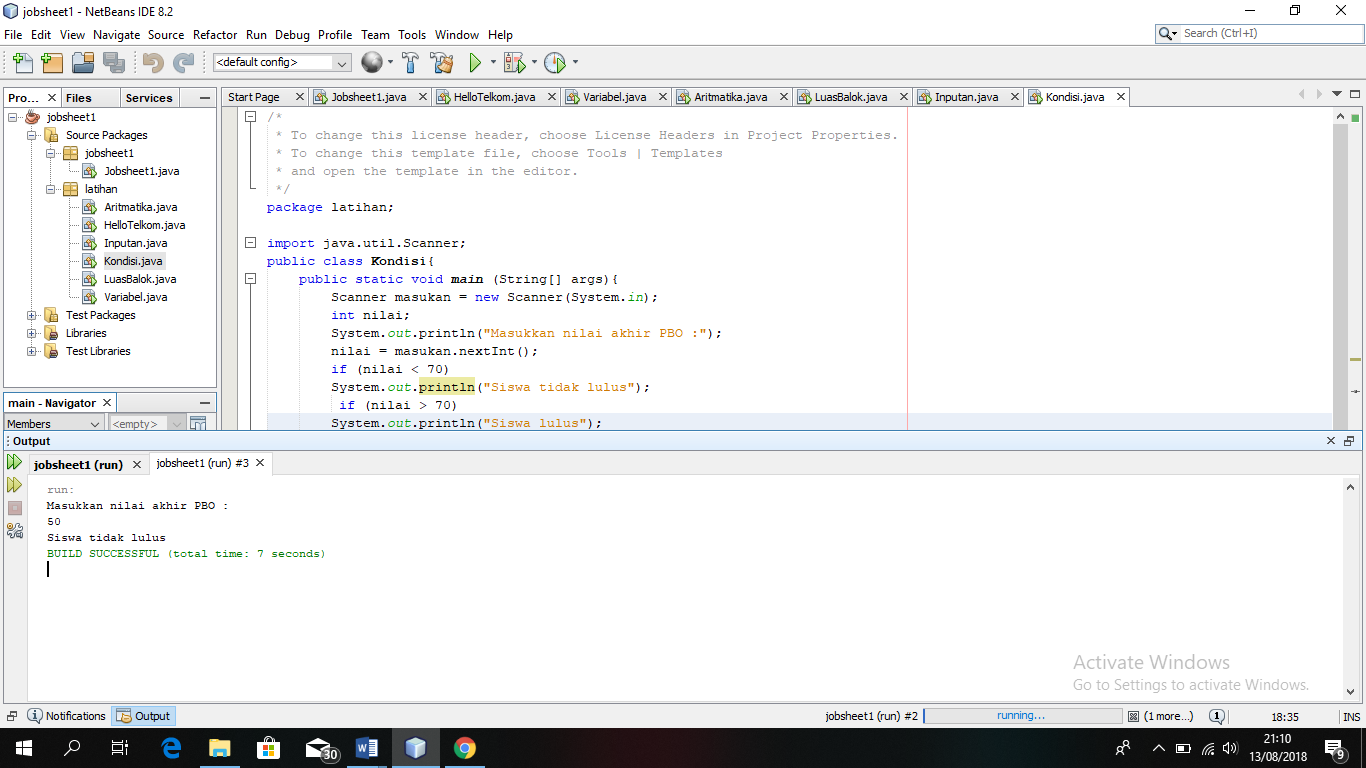 jobsheet1 - NetBeans IDE 8.2
File Edit View Navigate Source Refactor Run Debug Profile Team Tools Window Help
Search (Ctrl+I)
<default config>
Pro... Files Services
Start Page Jobsheet1.java HelloTelkom.java Variabel.java Aritmatika.java LuasBalok.java Inputan.java Kondisi.java
jobsheet1
Source Packages
jobsheet1
Jobsheet1.java
latihan
Aritmatika.java
HelloTelkom.java
Inputan.java
Kondisi.java
LuasBalok.java
Variabel.java
Test Packages
Libraries
Test Libraries
main - Navigator
Members <empty>
/*
* To change this license header, choose License Headers in Project Properties.
* To change this template file, choose Tools | Templates
* and open the template in the editor.
*/
package latihan;
import java.util.Scanner;
public class Kondisi{
public static void main (String[] args){
Scanner masukan = new Scanner(System.in);
int nilai;
System.out.println("Masukkan nilai akhir PBO :");
nilai = masukan.nextInt();
if (nilai < 70)
System.out.println("Siswa tidak lulus");
if (nilai > 70)
System.out.println("Siswa lulus");
Output
jobsheet1 (run) jobsheet1 (run) #3
run:
Masukkan nilai akhir PBO :
50
Siswa tidak lulus
BUILD SUCCESSFUL (total time: 7 seconds)
Activate Windows
Go to Settings to activate Windows.
Notifications Output
jobsheet1 (run) #2 running... (1 more...) 1 18:35 INS
30
21:10
13/08/2018
9